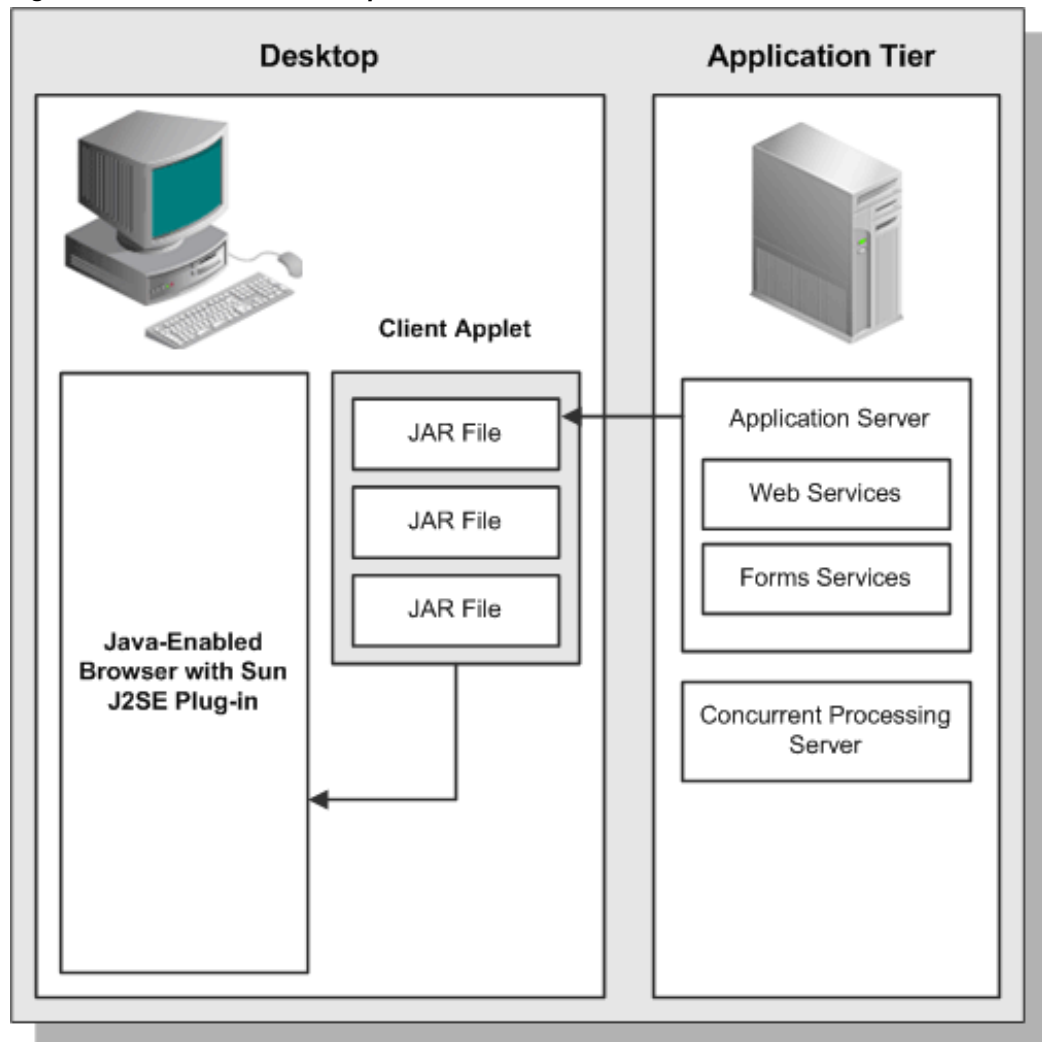 Desktop
Application Tier
Client Applet
JAR File
JAR File
JAR File
Java-Enabled
Browser with Sun
J2SE Plug-in
Application Server
Web Services
Forms Services
Concurrent Processing
Server